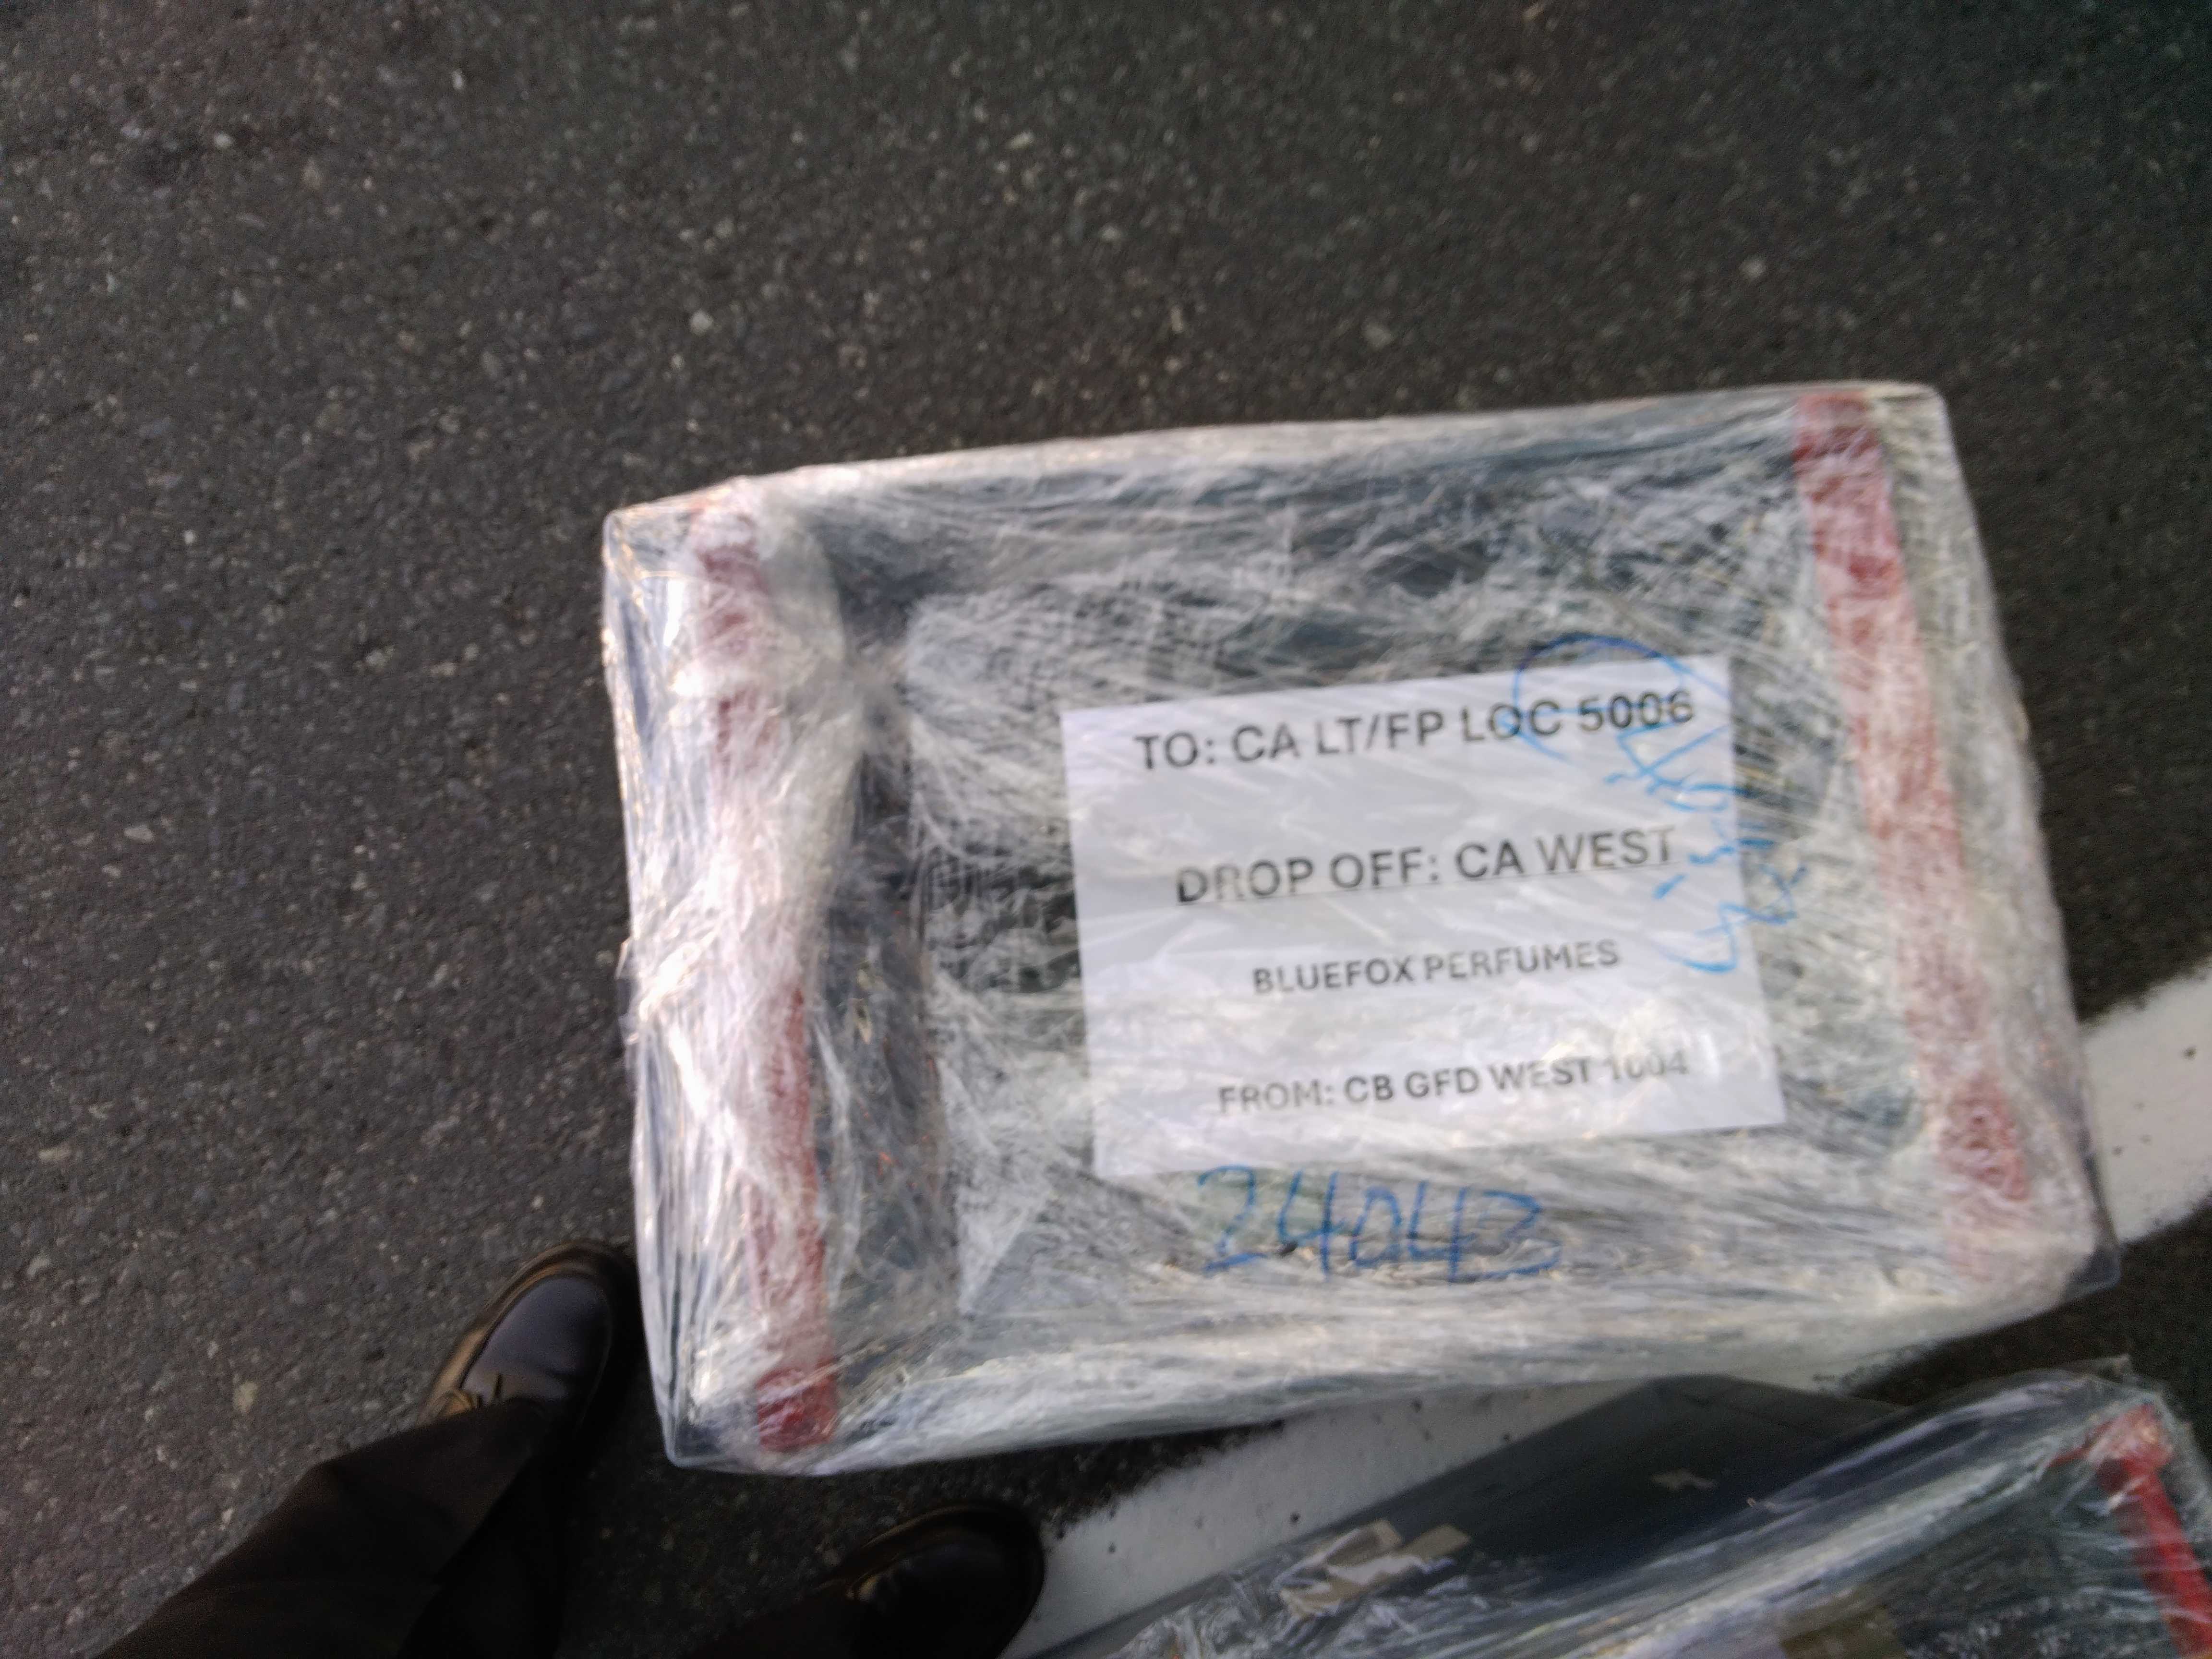 TO: CA LT/FP LOC 5006
DROP OFF: CA WEST
BLUEFOX PERFUMES
FROM: CB GFD WEST 1004
24043